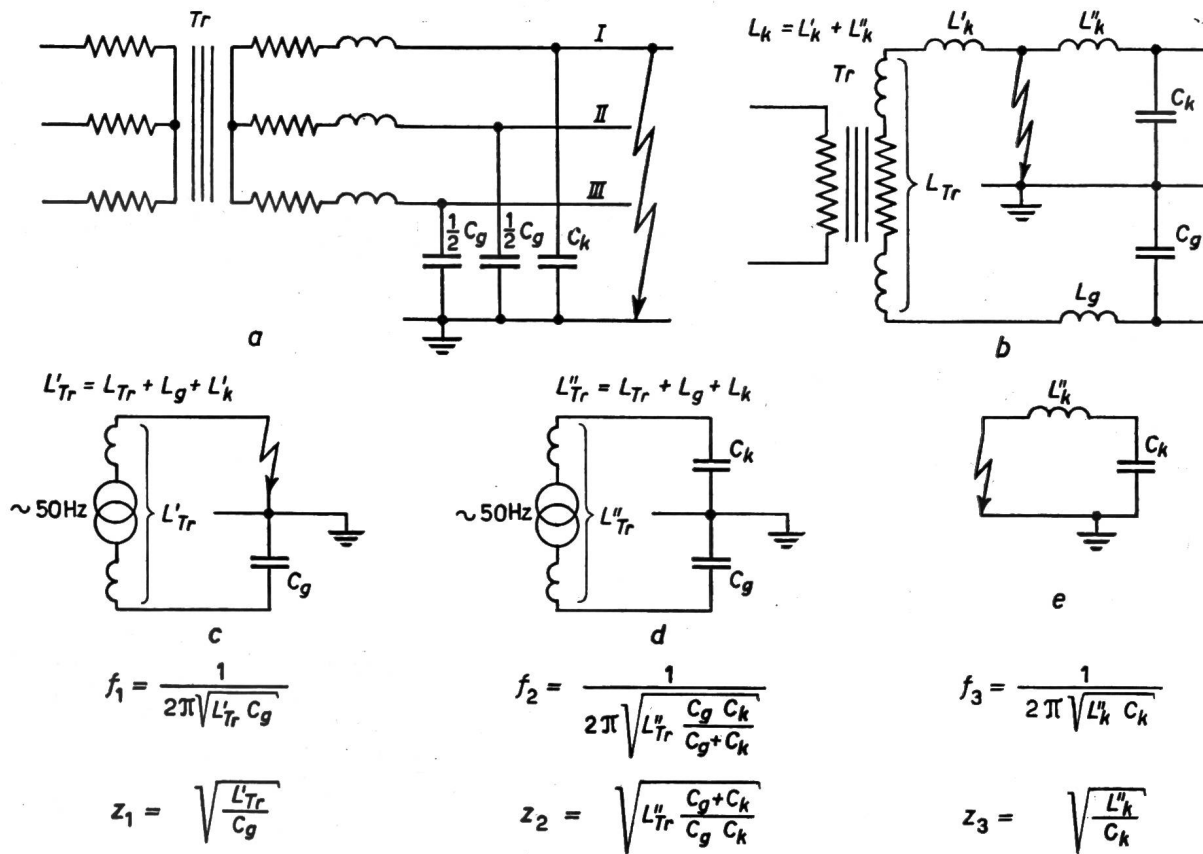 Tr
I
II
III
½ C_g
½ C_g
C_k
a
L_k = L'_k + L''_k
L'_k
L''_k
Tr
C_k
L_Tr
C_g
L_g
b
L'_Tr = L_Tr + L_g + L'_k
~ 50Hz
L'_Tr
C_g
c
L''_Tr = L_Tr + L_g + L_k
C_k
~ 50Hz
L''_Tr
C_g
d
L''_k
C_k
e
f_1 = 1 / (2π√(L'_Tr C_g))
f_2 = 1 / (2π√(L''_Tr (C_g C_k)/(C_g + C_k)))
f_3 = 1 / (2π√(L''_k C_k))
z_1 = √(L'_Tr / C_g)
z_2 = √(L''_Tr (C_g + C_k)/(C_g C_k))
z_3 = √(L''_k / C_k)